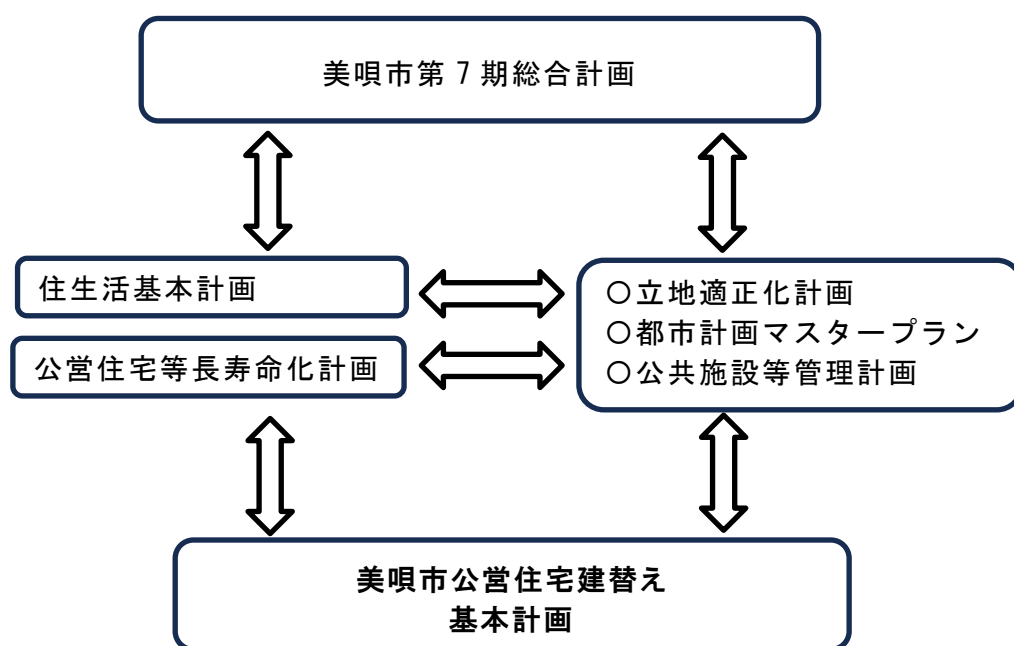 美唄市第7期総合計画
住生活基本計画
公営住宅等長寿命化計画
〇立地適正化計画
〇都市計画マスタープラン
〇公共施設等管理計画
美唄市公営住宅建替え
基本計画